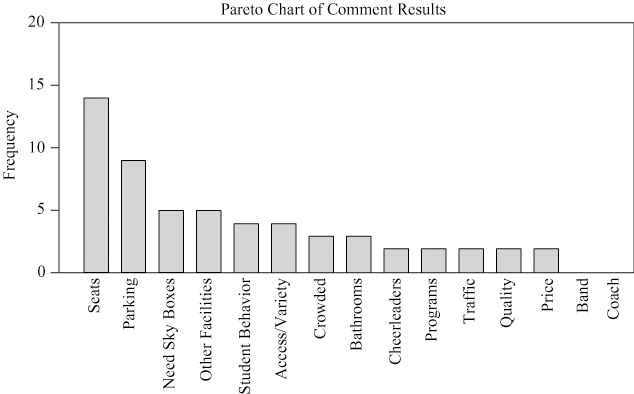 Pareto Chart of Comment Results
Frequency
20
15
10
5
0
Seats
Parking
Need Sky Boxes
Other Facilities
Student Behavior
Access/Variety
Crowded
Bathrooms
Cheerleaders
Programs
Traffic
Quality
Price
Band
Coach